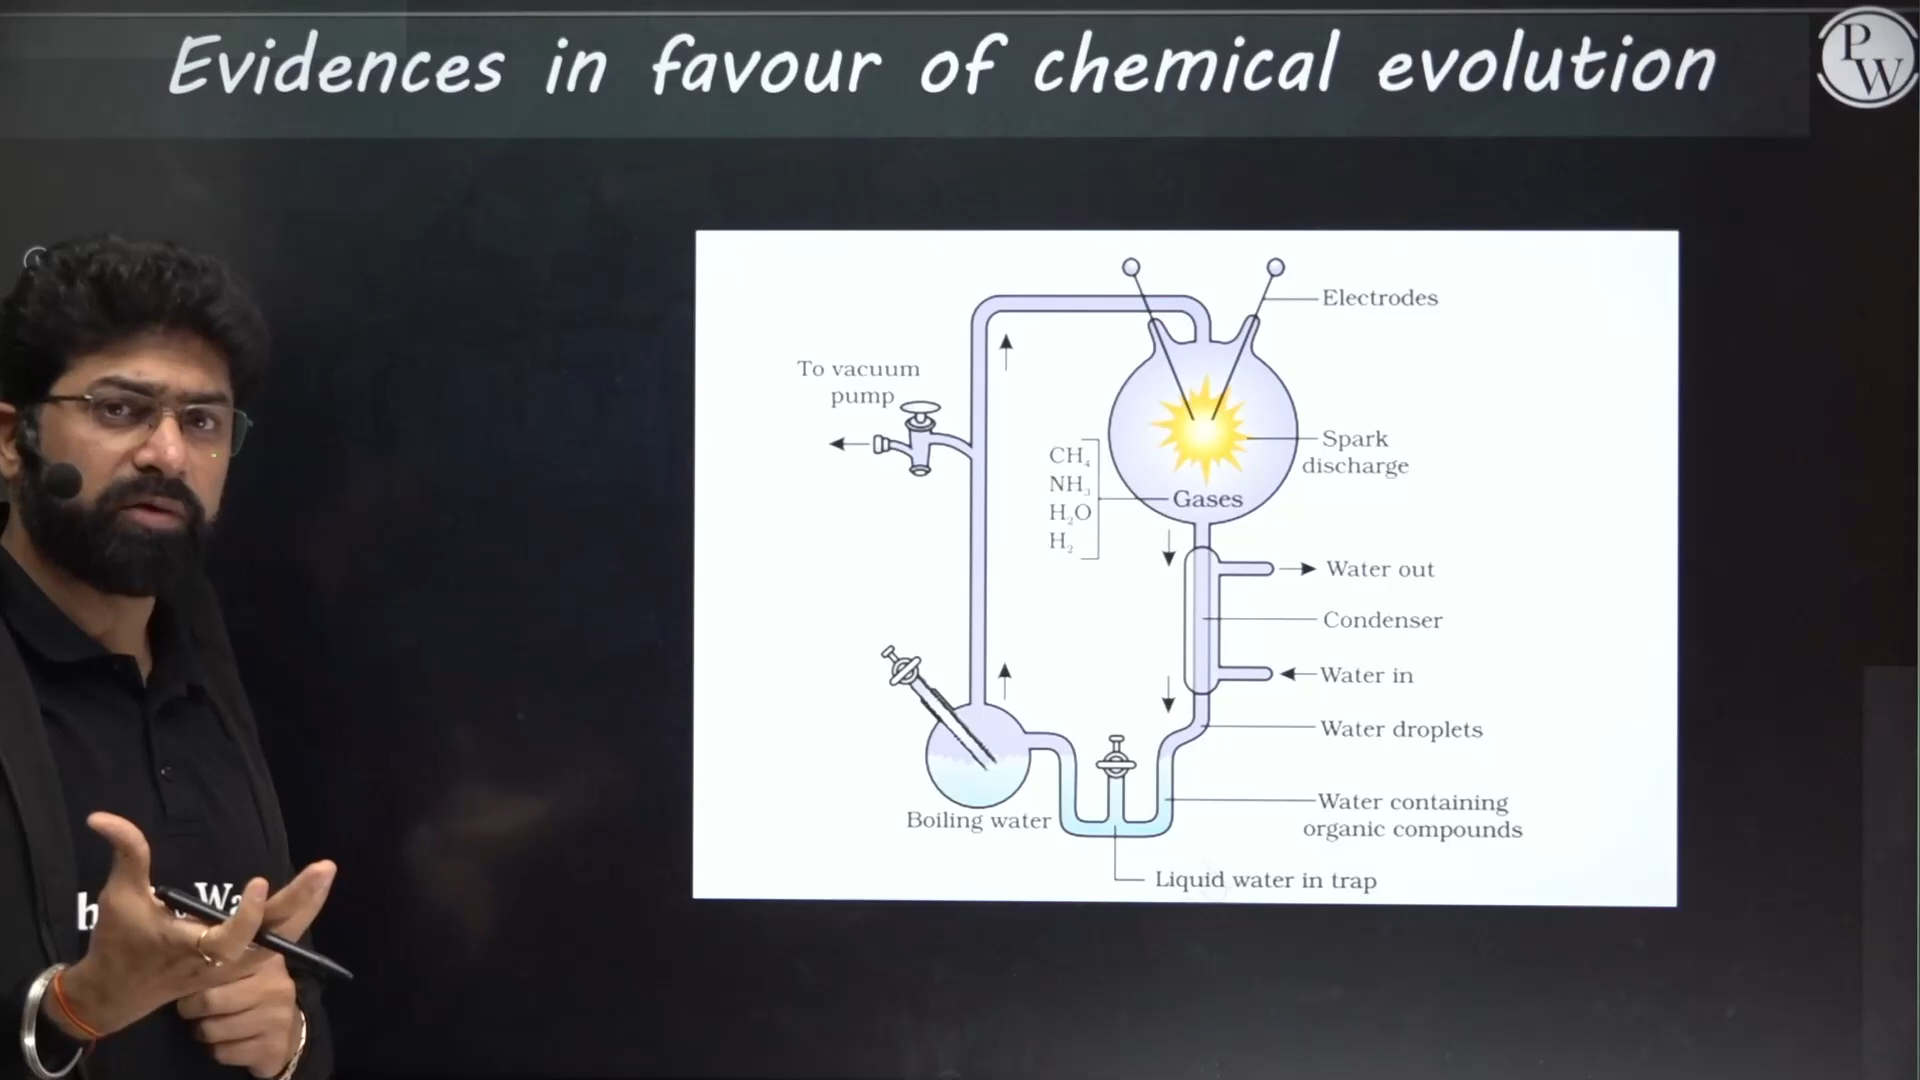 Evidences in favour of chemical evolution
PW
Electrodes
To vacuum
pump
Spark
discharge
CH₄
NH₃
H₂O
H₂
Gases
Water out
Condenser
Water in
Water droplets
Water containing
organic compounds
Boiling water
Liquid water in trap